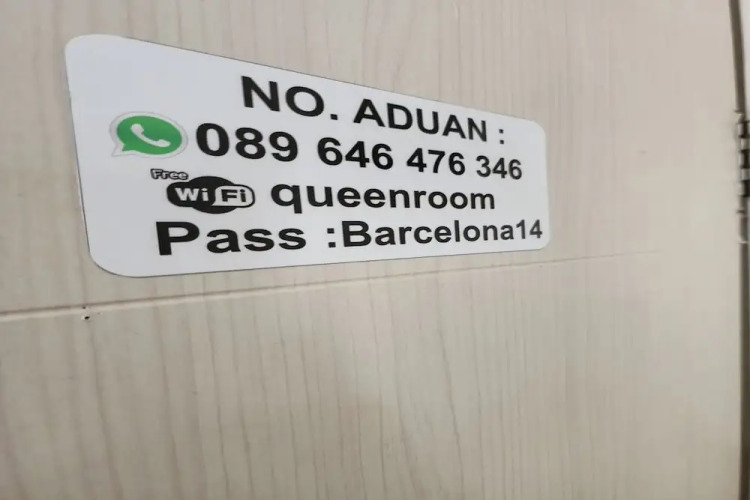 NO. ADUAN :
089 646 476 346
Free WiFi queenroom
Pass :Barcelona14